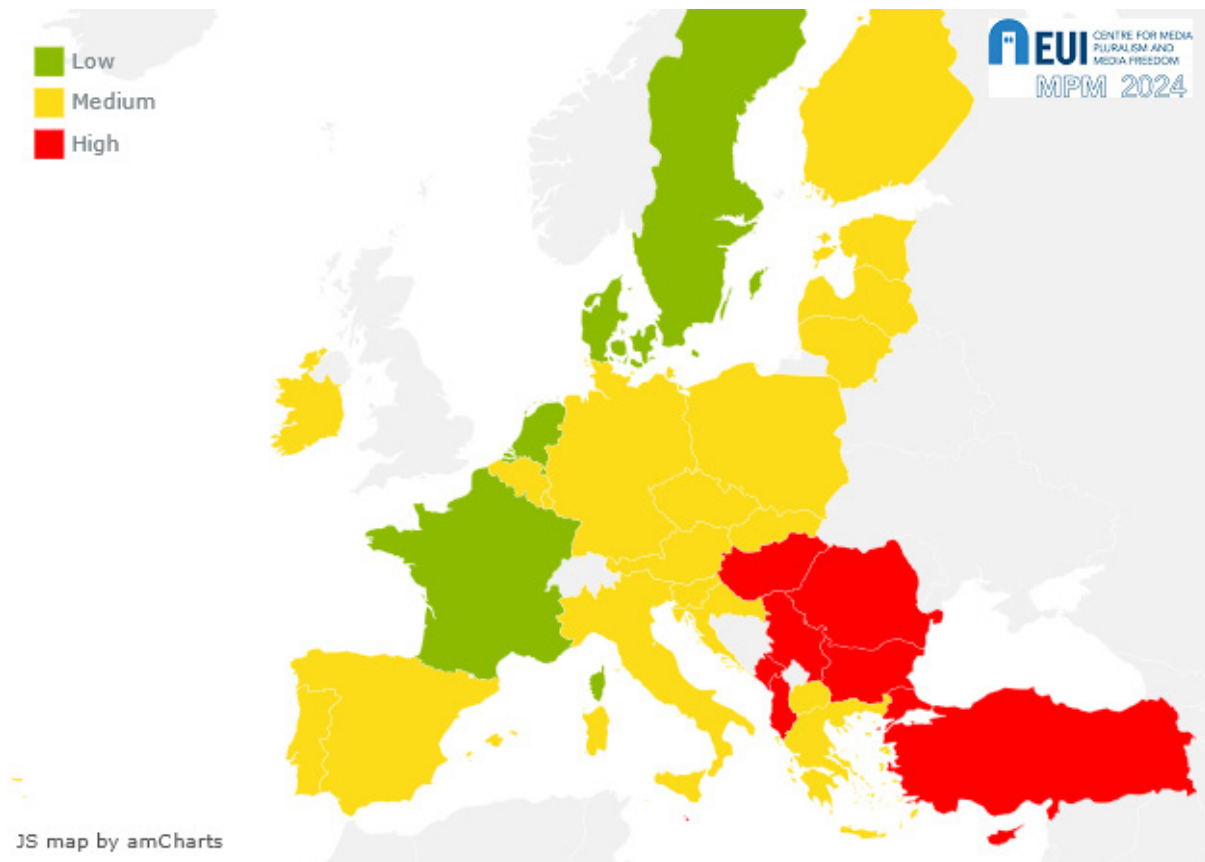 Low
Medium
High
EUI
CENTRE FOR MEDIA
PLURALISM AND
MEDIA FREEDOM
MPM 2024
JS map by amCharts